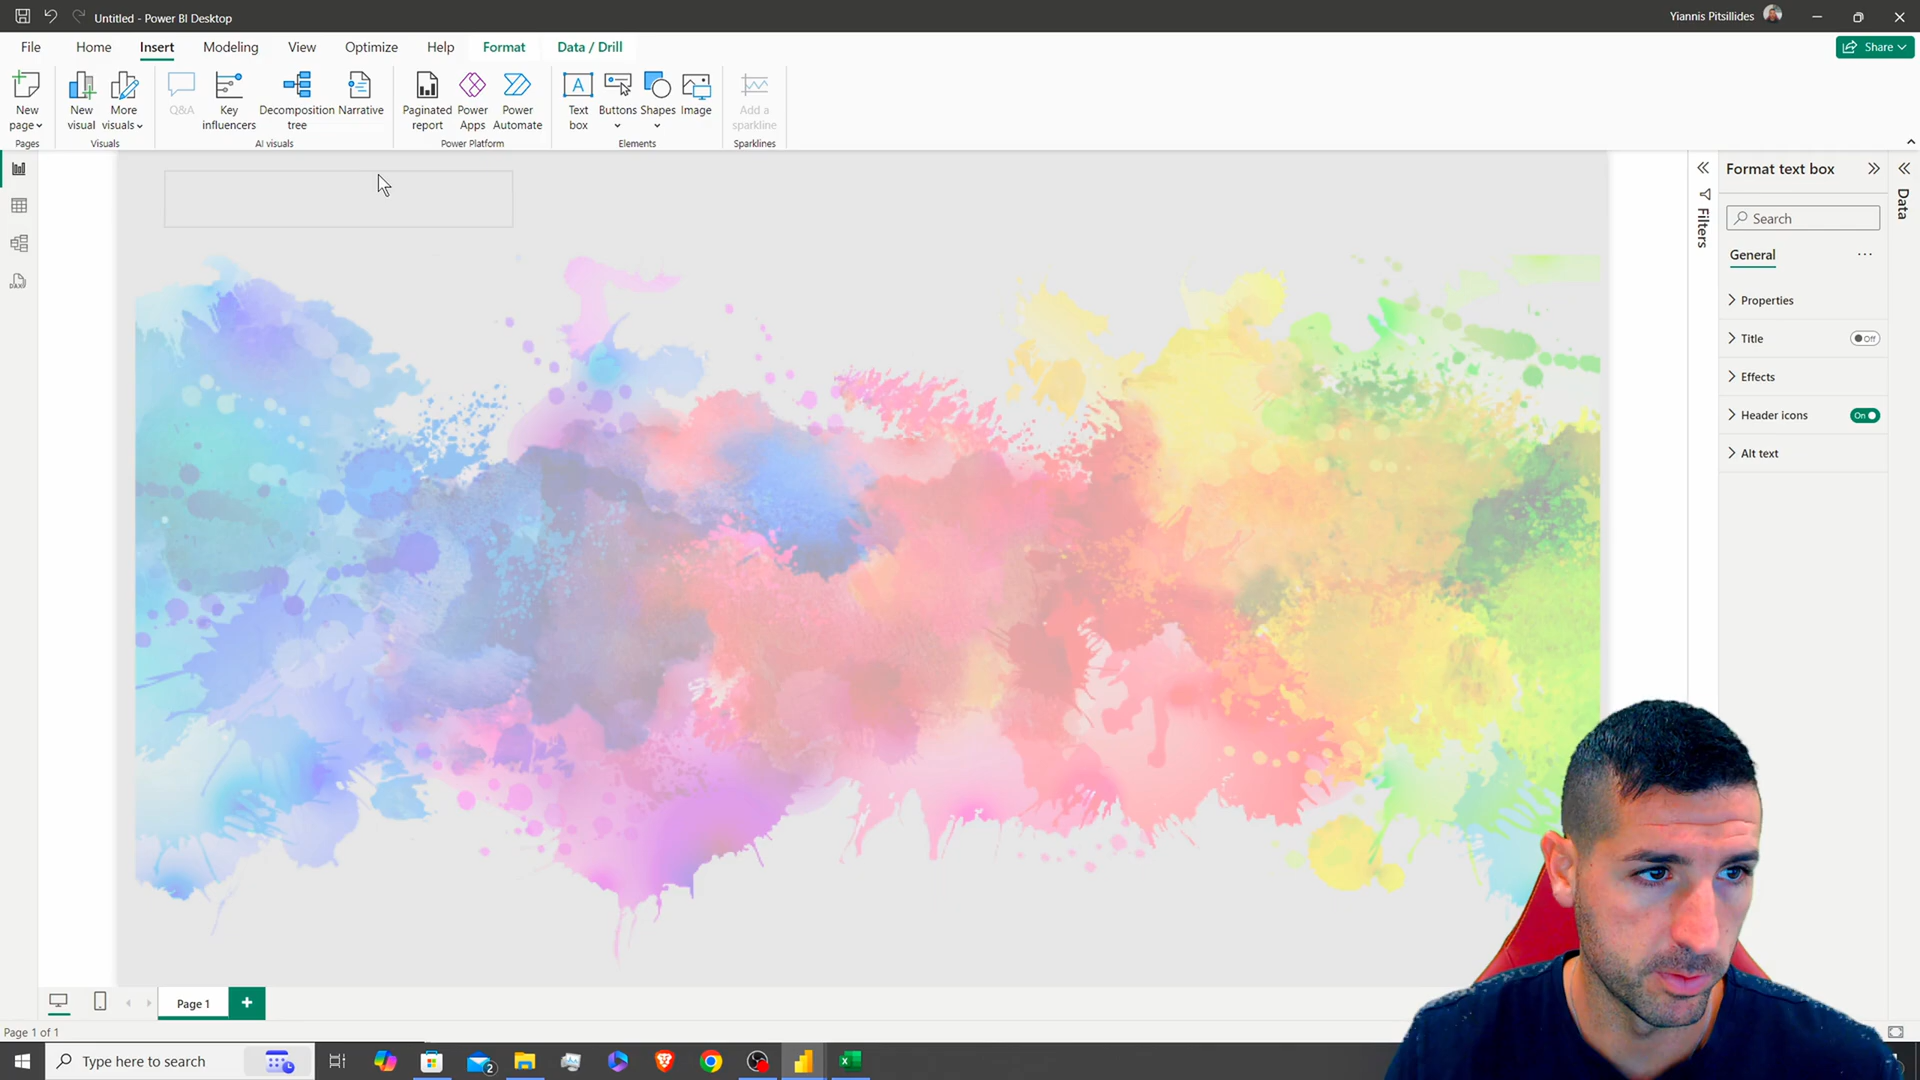 Untitled - Power BI Desktop
Yiannis Pitsillides
File Home Insert Modeling View Optimize Help Format Data / Drill
Share
New page
New visual
More visuals
Q&A
Key influencers
Decomposition tree
Narrative
Paginated report
Power Apps
Power Automate
Text box
Buttons
Shapes
Image
Add a sparkline
Pages
Visuals
AI visuals
Power Platform
Elements
Sparklines
Filters
Format text box
Search
General
Properties
Title Off
Effects
Header icons On
Alt text
Data
DAX
Page 1
Page 1 of 1
Type here to search
2